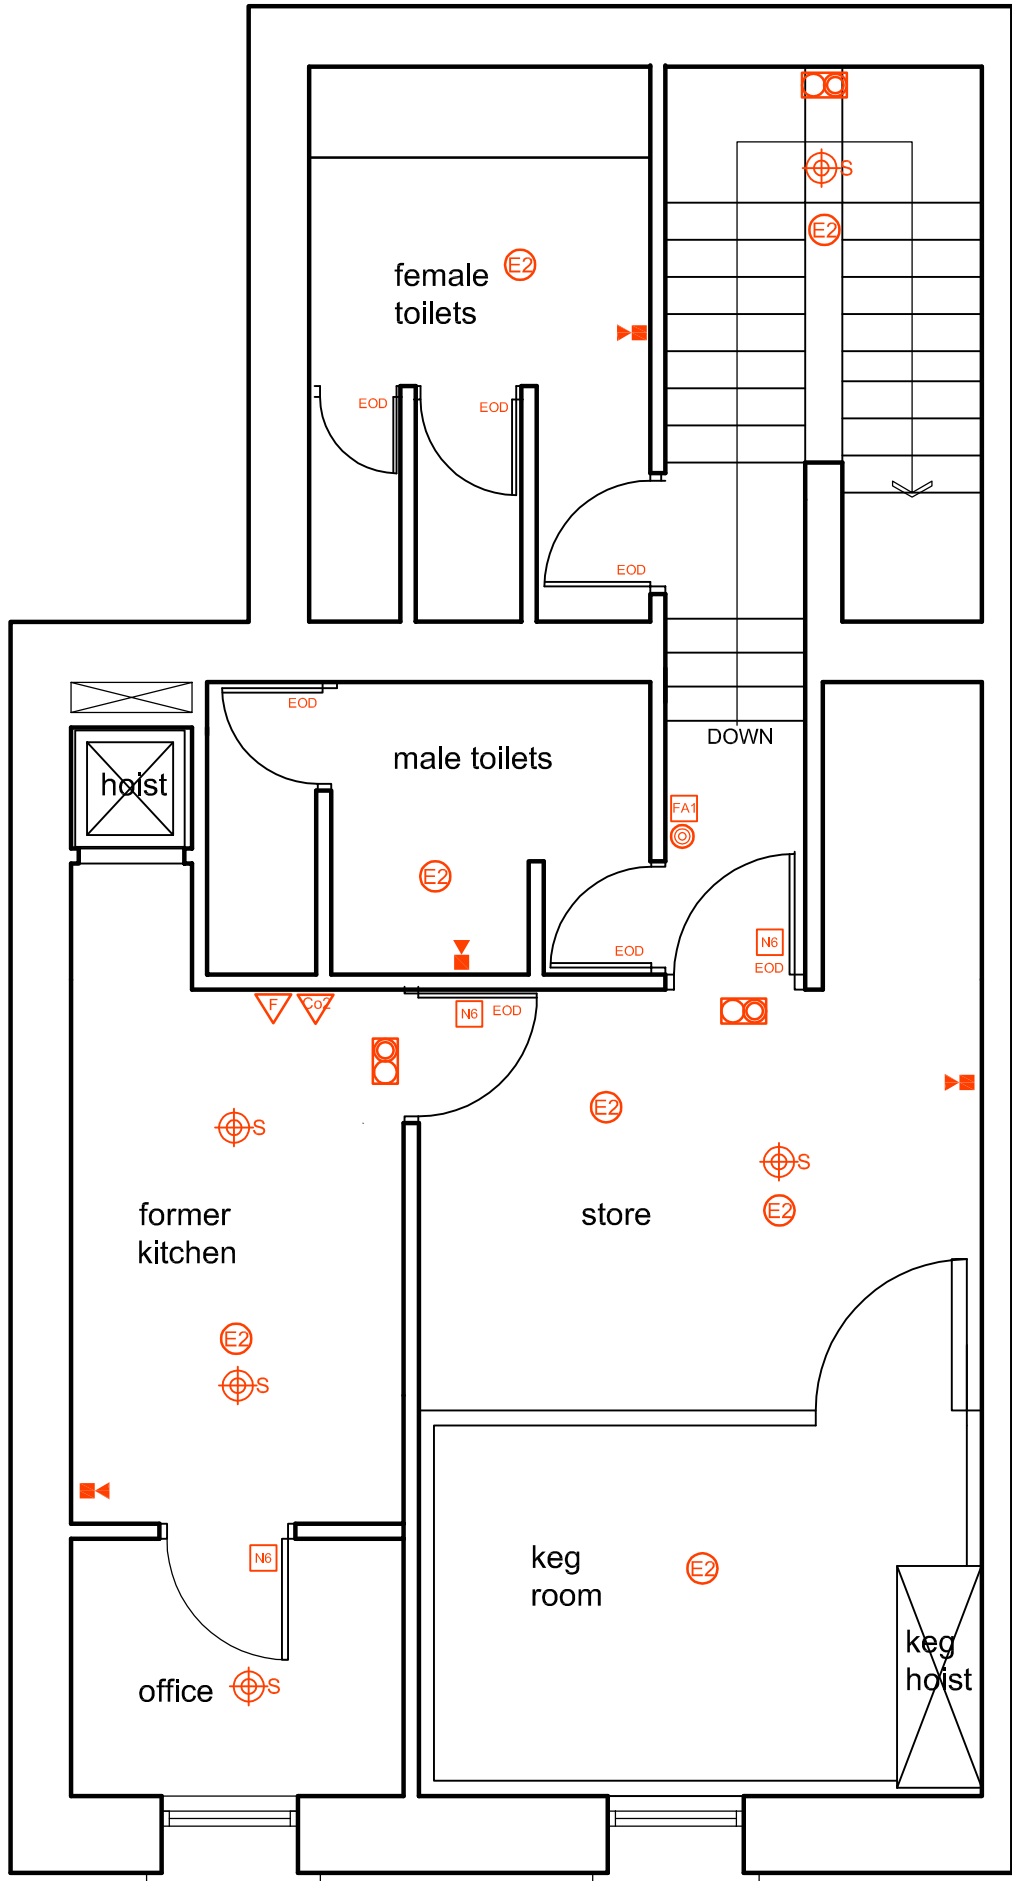 S
E2
female
E2
toilets
EOD
EOD
EOD
EOD
DOWN
male toilets
hoist
FA1
E2
N6
EOD
EOD
F
Co2
N6
EOD
E2
S
S
E2
former
kitchen
store
E2
S
N6
keg
room
E2
keg
hoist
office
S